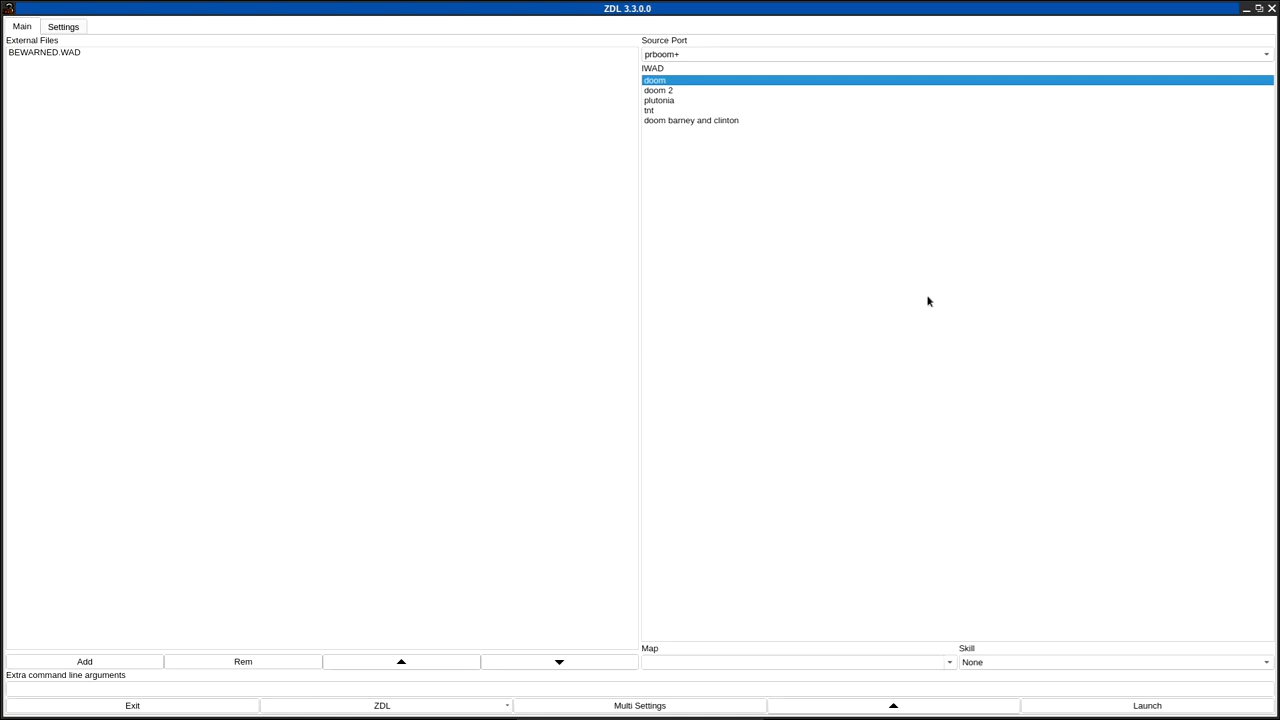 ZDL 3.3.0.0
Main
Settings
External Files
BEWARNED.WAD
Source Port
prboom+
IWAD
doom
doom 2
plutonia
tnt
doom barney and clinton
Add
Rem
Map
Skill
None
Extra command line arguments
Exit
ZDL
Multi Settings
Launch